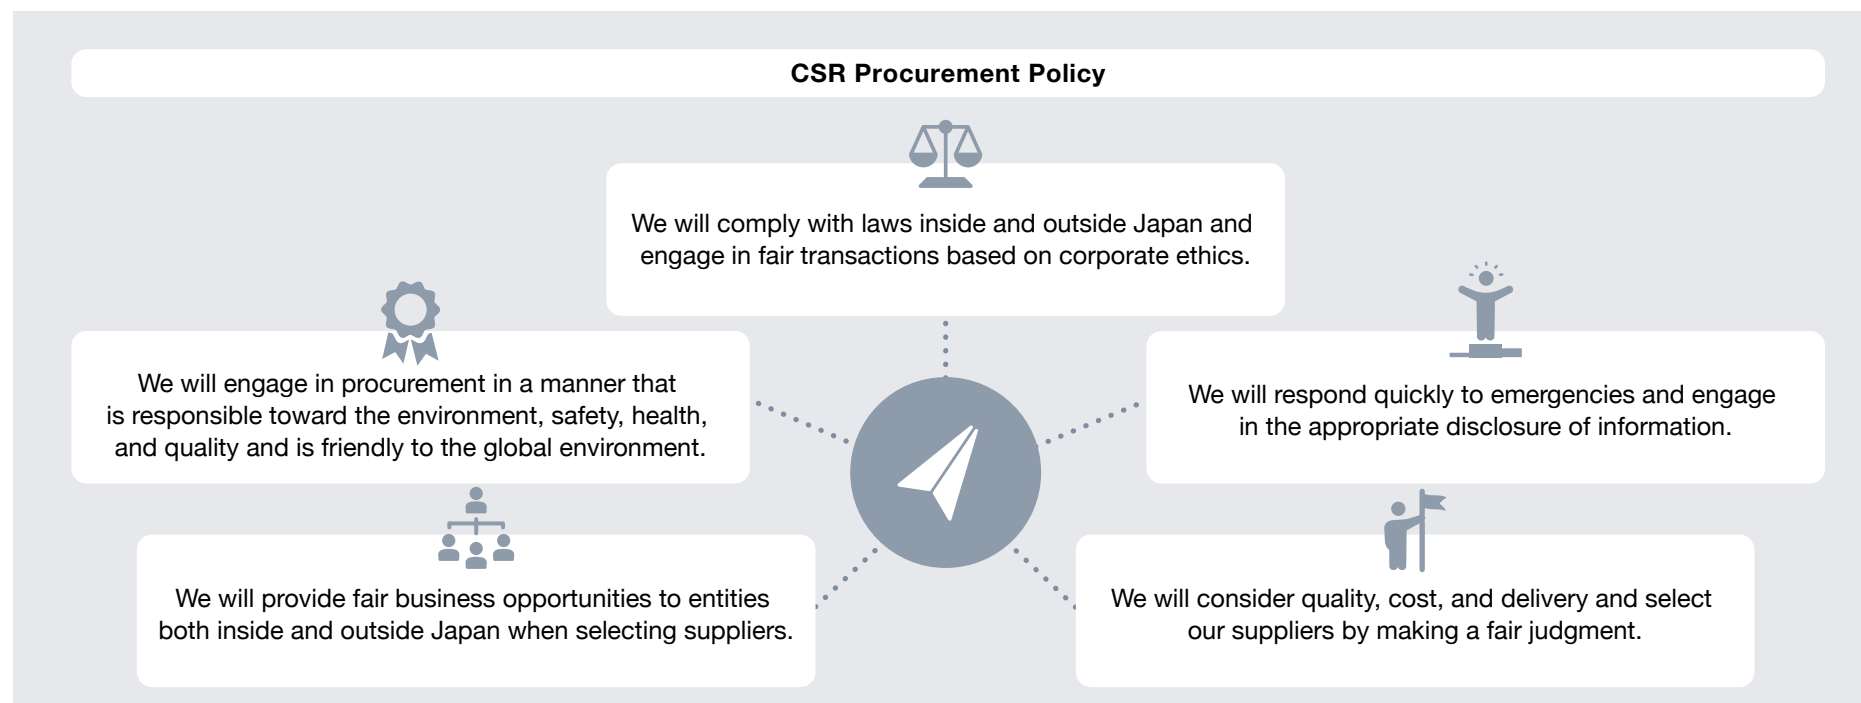 CSR Procurement Policy
We will comply with laws inside and outside Japan and
engage in fair transactions based on corporate ethics.
We will engage in procurement in a manner that
is responsible toward the environment, safety, health,
and quality and is friendly to the global environment.
We will respond quickly to emergencies and engage
in the appropriate disclosure of information.
We will provide fair business opportunities to entities
both inside and outside Japan when selecting suppliers.
We will consider quality, cost, and delivery and select
our suppliers by making a fair judgment.